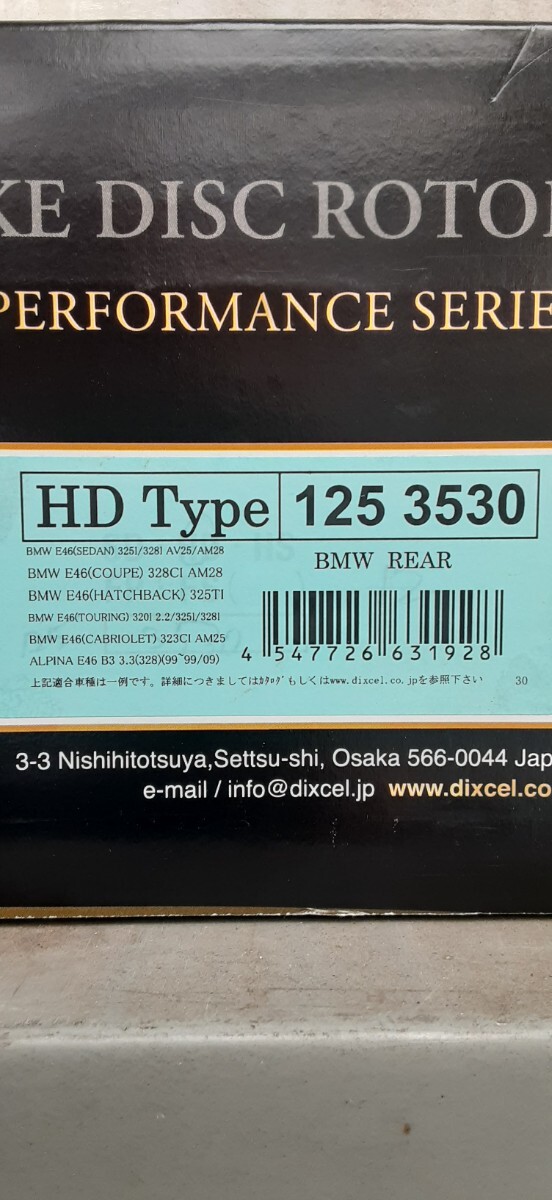 KE DISC ROTO
PERFORMANCE SERIE
HD Type 125 3530
BMW E46(SEDAN) 325I/328I AV25/AM28
BMW E46(COUPE) 328CI AM28
BMW E46(HATCHBACK) 325TI
BMW E46(TOURING) 320I 2.2/325I/328I
BMW E46(CABRIOLET) 323CI AM25
ALPINA E46 B3 3.3(328)(99~99/09)
BMW REAR
4 547726 631928
上記適合車種は一例です。詳細につきましてはｶﾀﾛｸﾞもしくはwww.dixcel.co.jpを参照下さい 30
3-3 Nishihitotsuya,Settsu-shi, Osaka 566-0044 Jap
e-mail / info@dixcel.jp www.dixcel.co